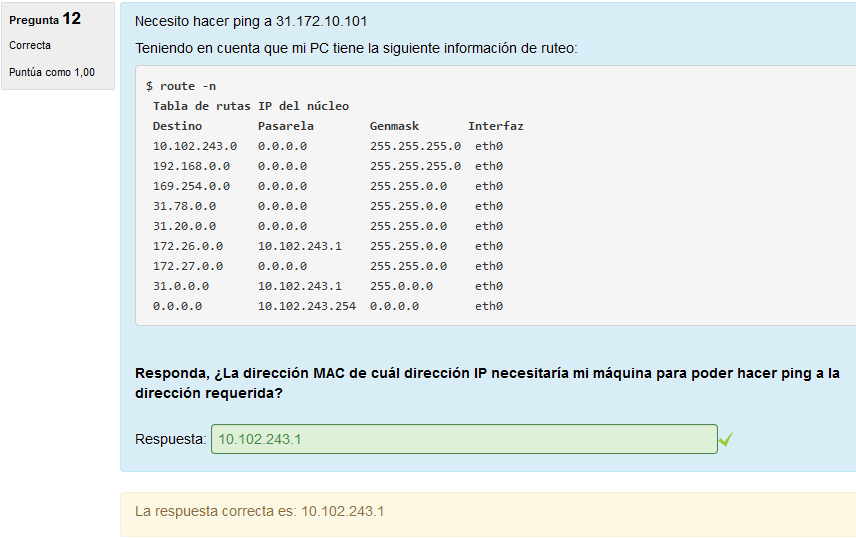 Pregunta 12
Correcta
Puntúa como 1,00
Necesito hacer ping a 31.172.10.101
Teniendo en cuenta que mi PC tiene la siguiente información de ruteo:
$ route -n
Tabla de rutas IP del núcleo
Destino Pasarela Genmask Interfaz
10.102.243.0 0.0.0.0 255.255.255.0 eth0
192.168.0.0 0.0.0.0 255.255.255.0 eth0
169.254.0.0 0.0.0.0 255.255.0.0 eth0
31.78.0.0 0.0.0.0 255.255.0.0 eth0
31.20.0.0 0.0.0.0 255.255.0.0 eth0
172.26.0.0 10.102.243.1 255.255.0.0 eth0
172.27.0.0 0.0.0.0 255.255.0.0 eth0
31.0.0.0 10.102.243.1 255.0.0.0 eth0
0.0.0.0 10.102.243.254 0.0.0.0 eth0
Responda, ¿La dirección MAC de cuál dirección IP necesitaría mi máquina para poder hacer ping a la
dirección requerida?
Respuesta: 10.102.243.1
La respuesta correcta es: 10.102.243.1